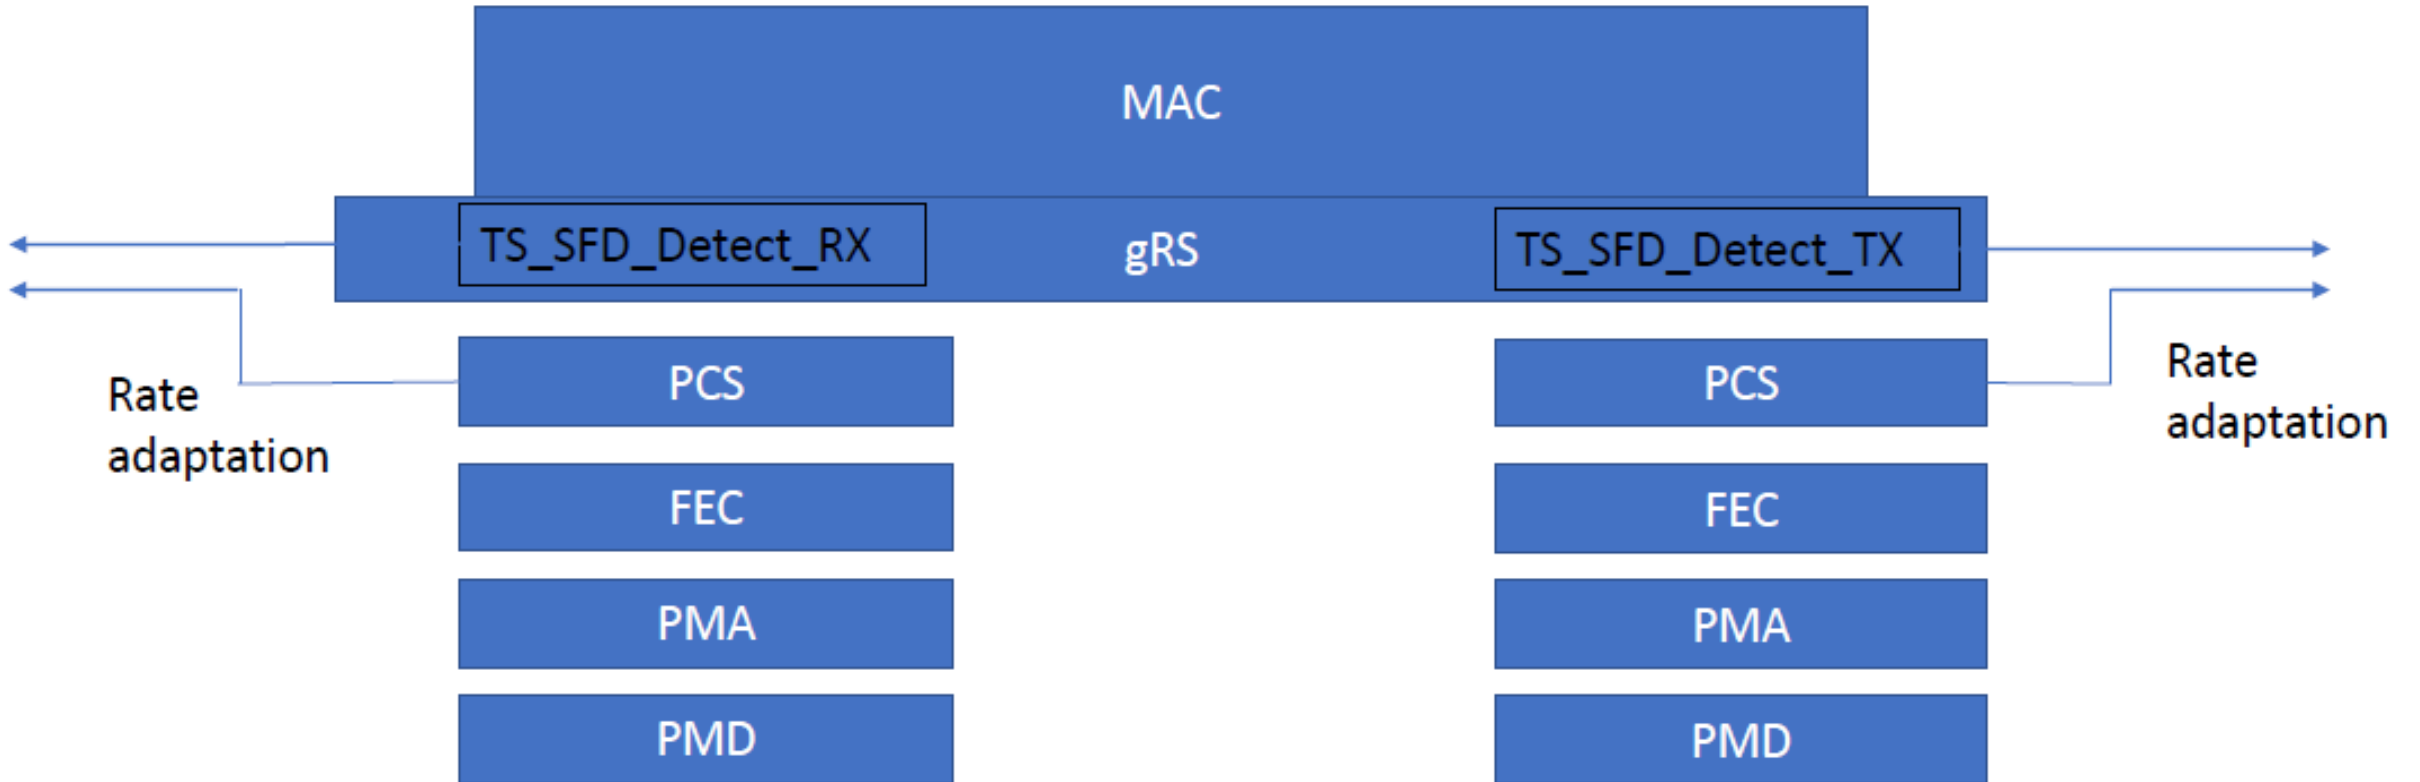 MAC
TS_SFD_Detect_RX
gRS
TS_SFD_Detect_TX
Rate
adaptation
PCS
PCS
Rate
adaptation
FEC
FEC
PMA
PMA
PMD
PMD